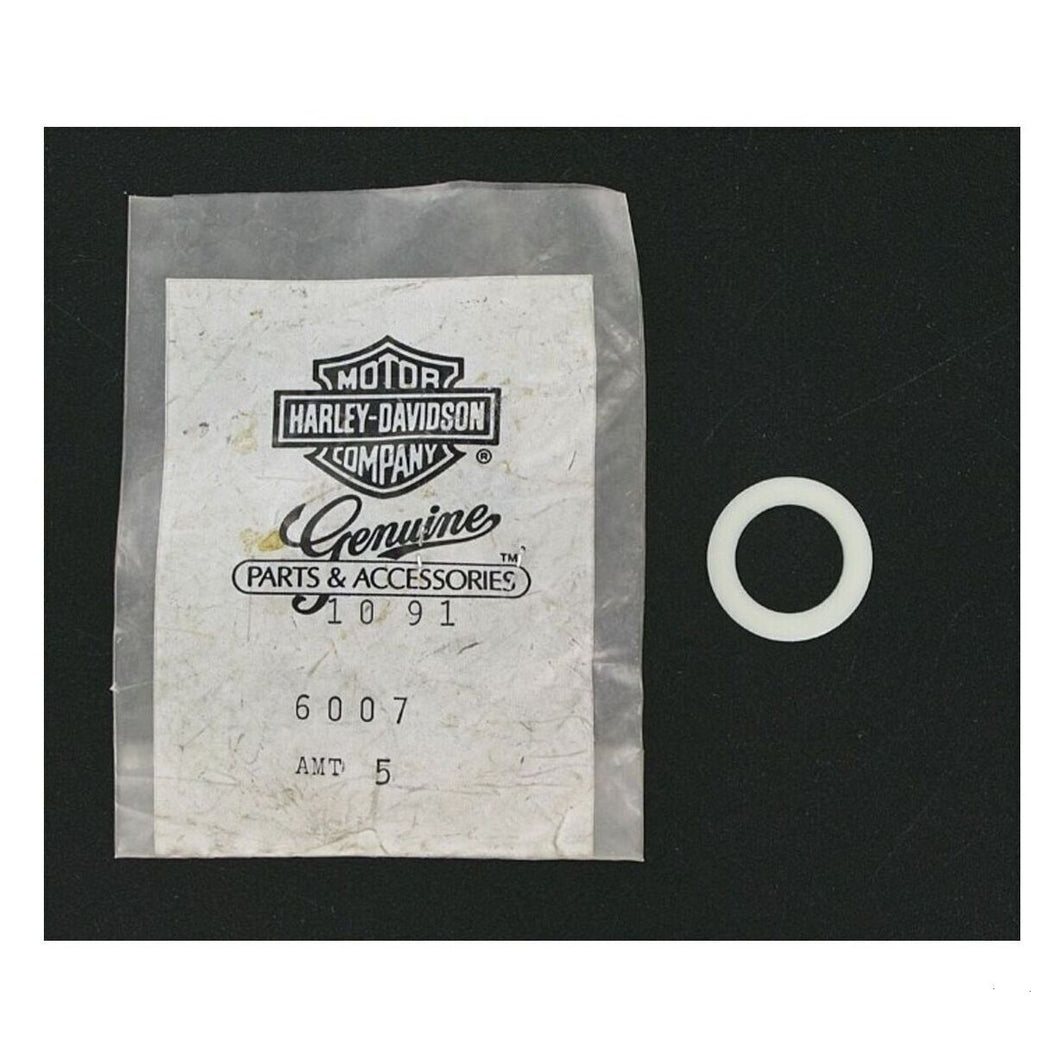 MOTOR
HARLEY-DAVIDSON
COMPANY ®
Genuine
PARTS & ACCESSORIES ™
10 91
6007
AMT 5